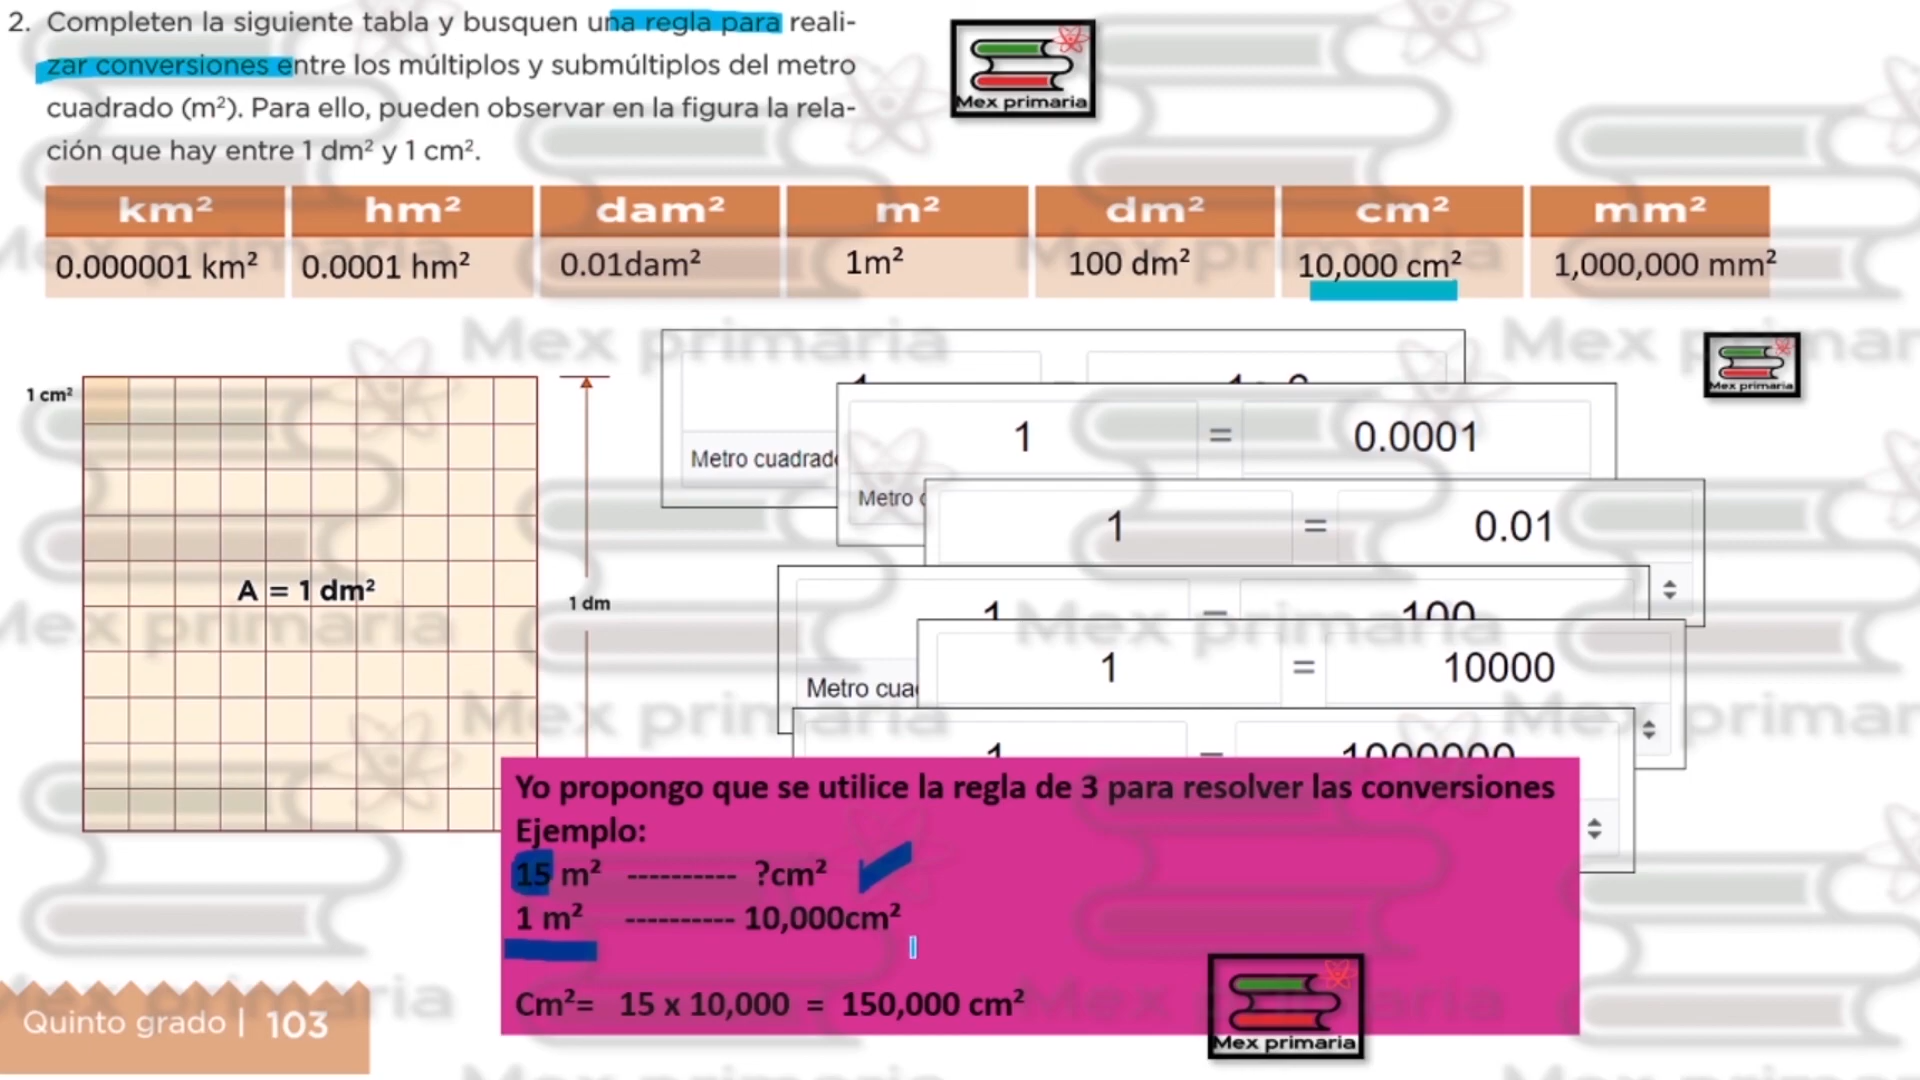 2. Completen la siguiente tabla y busquen una regla para reali-
zar conversiones entre los múltiplos y submúltiplos del metro
cuadrado (m²). Para ello, pueden observar en la figura la rela-
ción que hay entre 1 dm² y 1 cm².
Mex primaria
km² hm² dam² m² dm² cm² mm²
0.000001 km² 0.0001 hm² 0.01dam² 1m² 100 dm² 10,000 cm² 1,000,000 mm²
Mex primaria
1 cm²
A = 1 dm²
1 dm
1 = 0.0001
Metro cuadrad
Metro
1 = 0.01
1 = 100
Metro cua
1 = 10000
1 = 1000000
Yo propongo que se utilice la regla de 3 para resolver las conversiones
Ejemplo:
15 m² ---------- ?cm²
1 m² ---------- 10,000cm²
Cm²= 15 x 10,000 = 150,000 cm²
Mex primaria
Quinto grado | 103